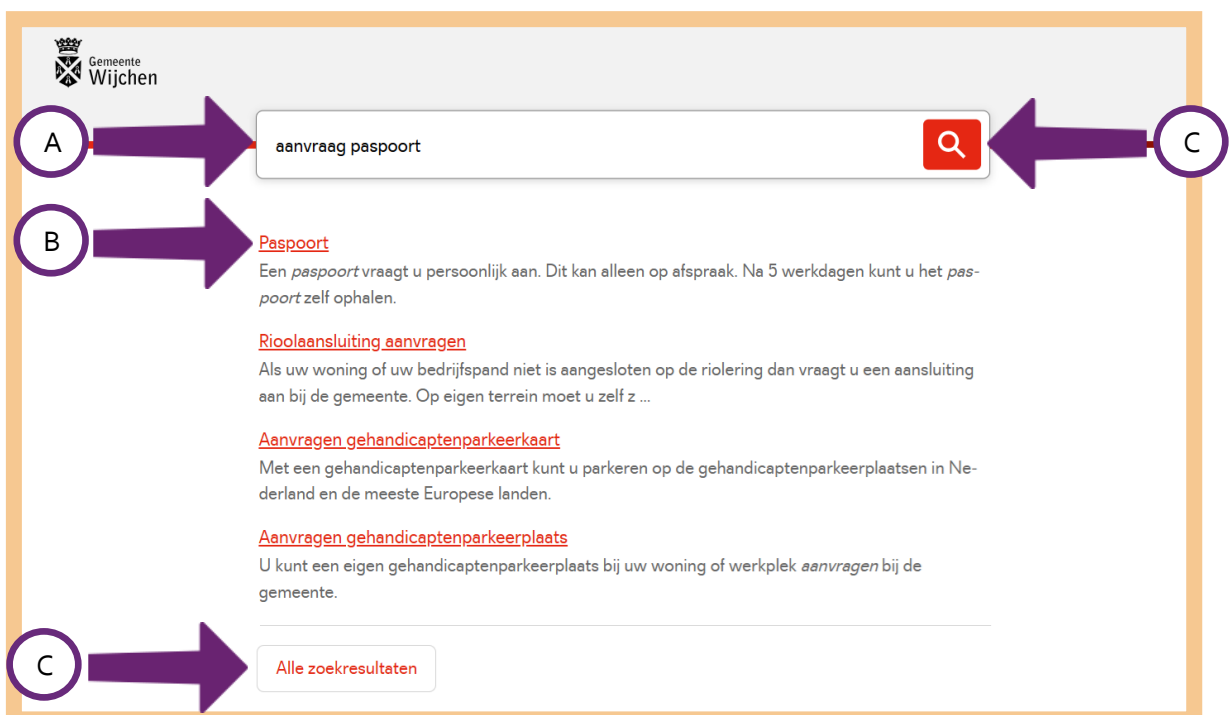 Gemeente
Wijchen
A
aanvraag paspoort
C
B
Paspoort
Een paspoort vraagt u persoonlijk aan. Dit kan alleen op afspraak. Na 5 werkdagen kunt u het pas-
poort zelf ophalen.
Rioolaansluiting aanvragen
Als uw woning of uw bedrijfspand niet is aangesloten op de riolering dan vraagt u een aansluiting
aan bij de gemeente. Op eigen terrein moet u zelf z ...
Aanvragen gehandicaptenparkeerkaart
Met een gehandicaptenparkeerkaart kunt u parkeren op de gehandicaptenparkeerplaatsen in Ne-
derland en de meeste Europese landen.
Aanvragen gehandicaptenparkeerplaats
U kunt een eigen gehandicaptenparkeerplaats bij uw woning of werkplek aanvragen bij de
gemeente.
C
Alle zoekresultaten